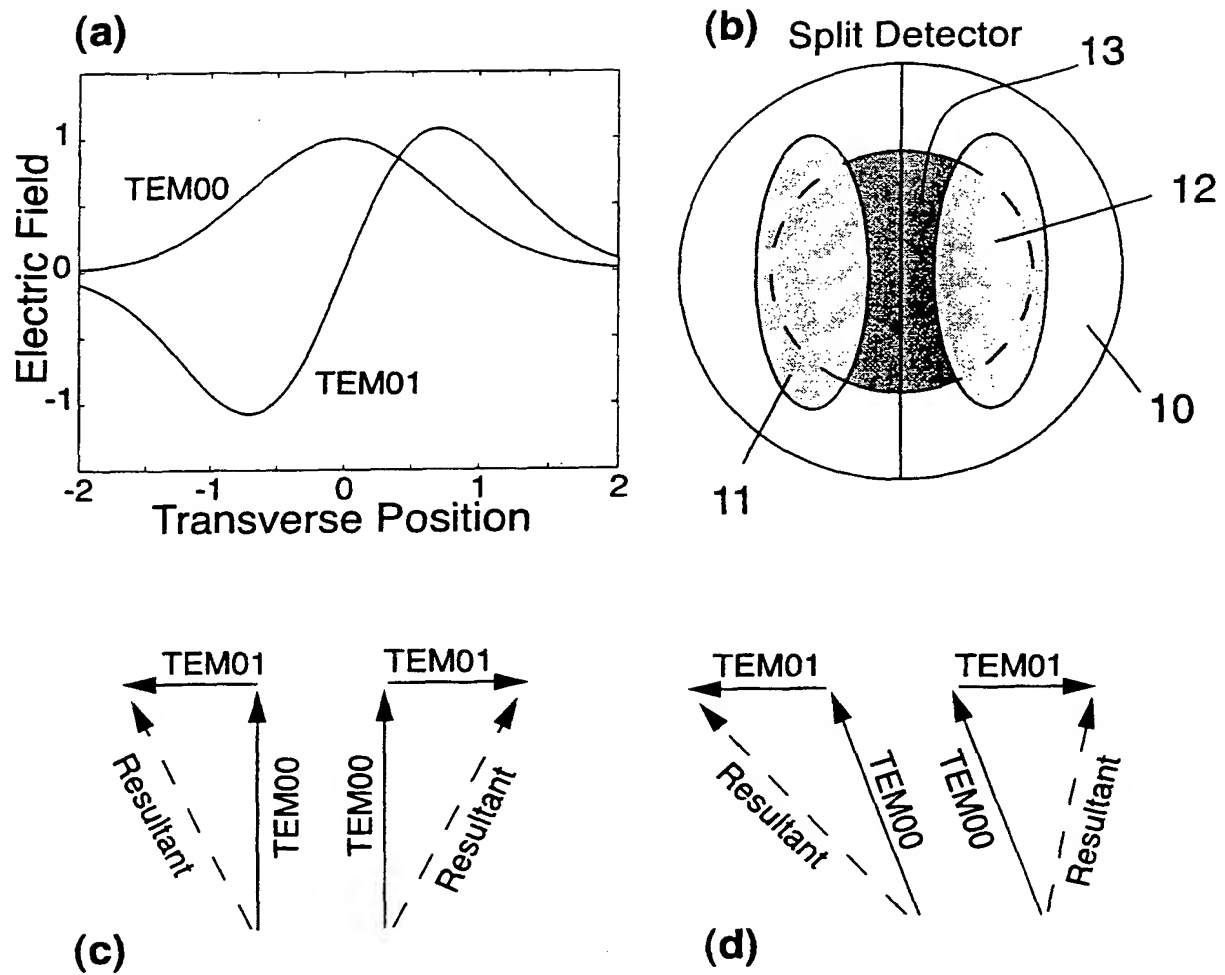 (a)
Electric Field
1
0
-1
TEM00
TEM01
-2
-1
0
1
2
Transverse Position
(b)
Split Detector
13
12
10
11
TEM01
TEM01
Resultant
TEM00
TEM00
Resultant
(c)
TEM01
TEM01
Resultant
TEM00
TEM00
Resultant
(d)